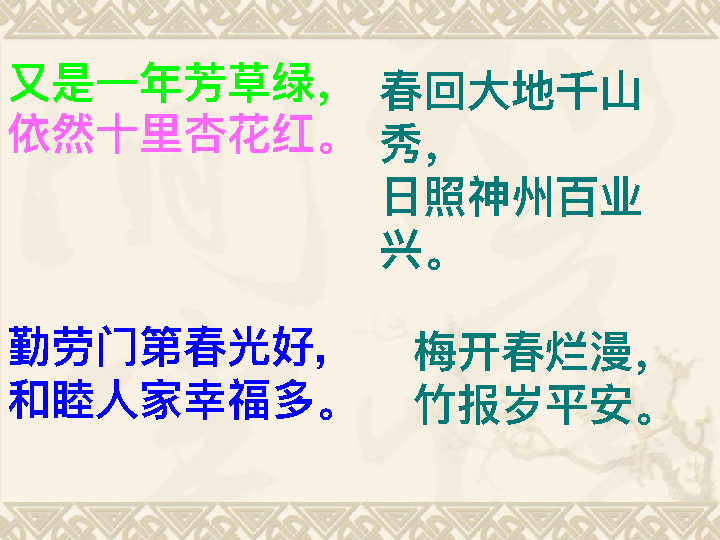 又是一年芳草绿，
依然十里杏花红。
春回大地千山
秀，
日照神州百业
兴。
勤劳门第春光好，
和睦人家幸福多。
梅开春烂漫，
竹报岁平安。